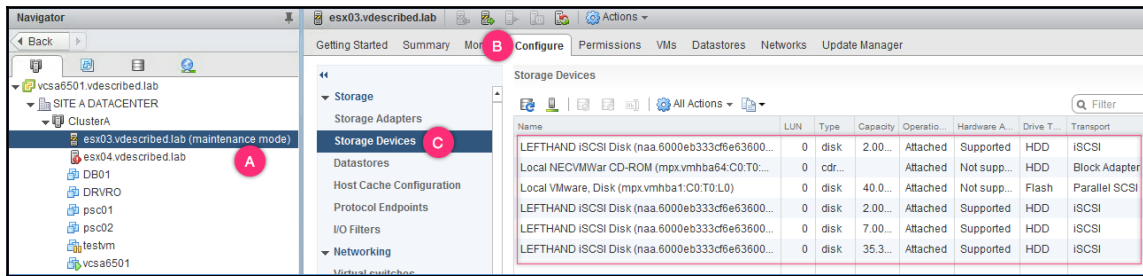 Navigator
esx03.vdescribed.lab Actions
Back
Getting Started Summary Mor B Configure Permissions VMs Datastores Networks Update Manager
vcsa6501.vdescribed.lab
SITE A DATACENTER
ClusterA
esx03.vdescribed.lab (maintenance mode)
A
esx04.vdescribed.lab
DB01
DRVRO
psc01
psc02
testvm
vcsa6501
Storage
Storage Adapters
Storage Devices C
Datastores
Host Cache Configuration
Protocol Endpoints
I/O Filters
Networking
Virtual switches
Storage Devices
All Actions Filter
Name LUN Type Capacity Operatio... Hardware A... Drive T... Transport
LEFTHAND iSCSI Disk (naa.6000eb333cf6e63600... 0 disk 2.00... Attached Supported HDD iSCSI
Local NECVMWar CD-ROM (mpx.vmhba64:C0:T0:... 0 cdr... Attached Not supp... HDD Block Adapter
Local VMware, Disk (mpx.vmhba1:C0:T0:L0) 0 disk 40.0... Attached Not supp... Flash Parallel SCSI
LEFTHAND iSCSI Disk (naa.6000eb333cf6e63600... 0 disk 2.00... Attached Supported HDD iSCSI
LEFTHAND iSCSI Disk (naa.6000eb333cf6e63600... 0 disk 7.00... Attached Supported HDD iSCSI
LEFTHAND iSCSI Disk (naa.6000eb333cf6e63600... 0 disk 35.3... Attached Supported HDD iSCSI